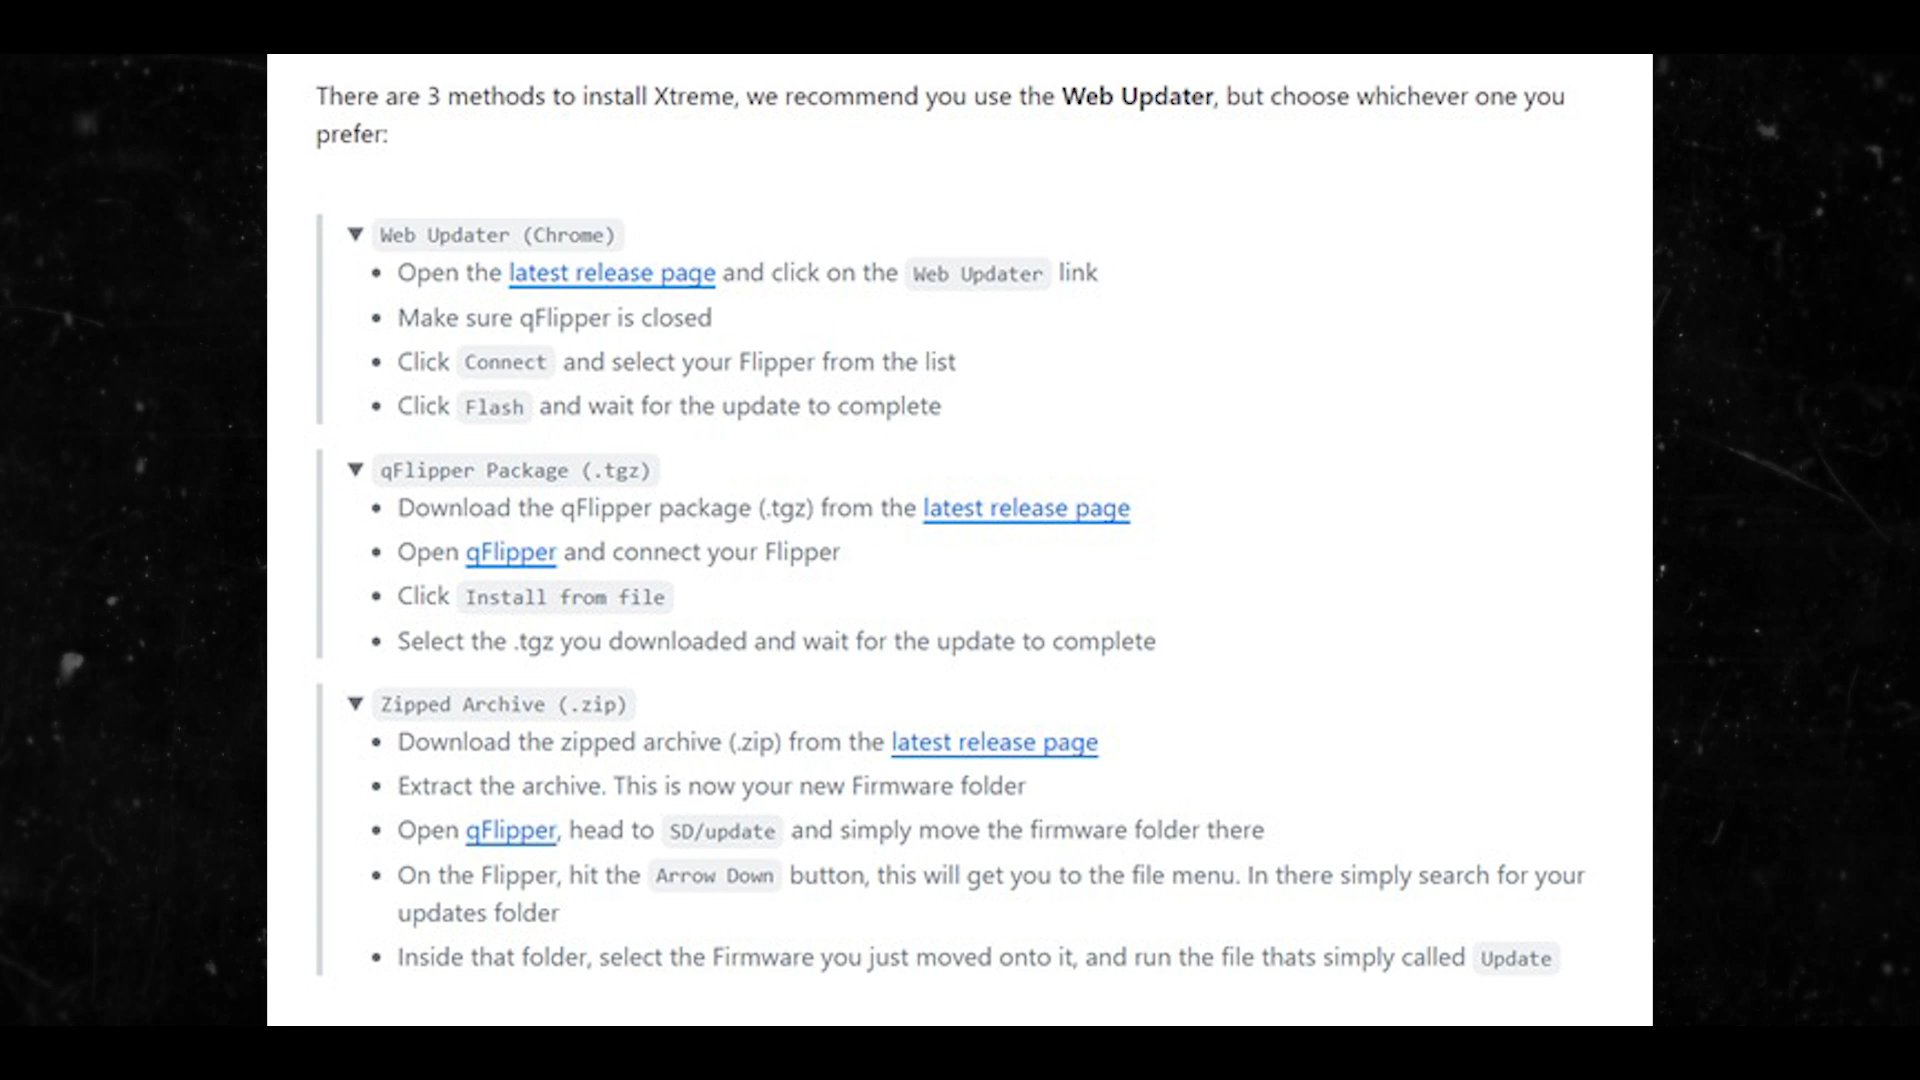 There are 3 methods to install Xtreme, we recommend you use the Web Updater, but choose whichever one you
prefer:
Web Updater (Chrome)
Open the latest release page and click on the Web Updater link
Make sure qFlipper is closed
Click Connect and select your Flipper from the list
Click Flash and wait for the update to complete
qFlipper Package (.tgz)
Download the qFlipper package (.tgz) from the latest release page
Open qFlipper and connect your Flipper
Click Install from file
Select the .tgz you downloaded and wait for the update to complete
Zipped Archive (.zip)
Download the zipped archive (.zip) from the latest release page
Extract the archive. This is now your new Firmware folder
Open qFlipper, head to SD/update and simply move the firmware folder there
On the Flipper, hit the Arrow Down button, this will get you to the file menu. In there simply search for your
updates folder
Inside that folder, select the Firmware you just moved onto it, and run the file thats simply called Update